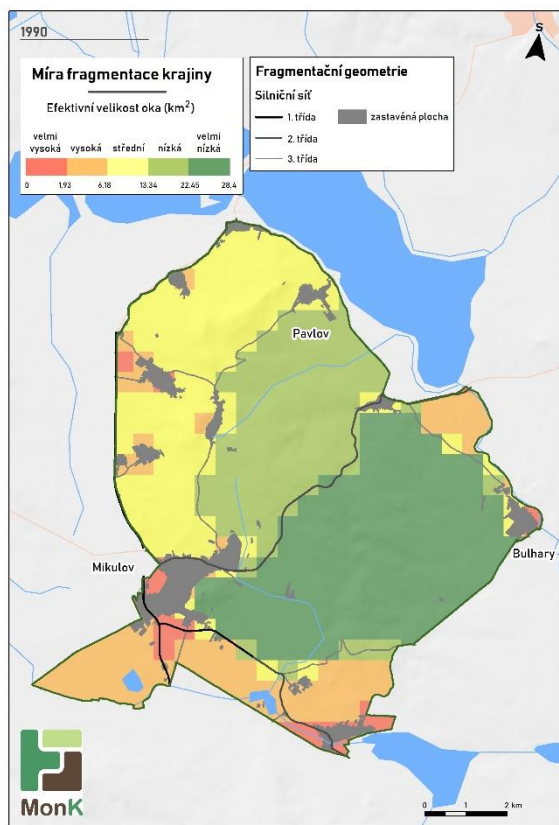 1990
S
Míra fragmentace krajiny
Efektivní velikost oka (km²)
velmi vysoká
vysoká
střední
nízká
velmi nízká
0 1.93 6.18 13.34 22.45 28.4
Fragmentační geometrie
Silniční síť
1. třída
2. třída
3. třída
zastavěná plocha
Pavlov
Mikulov
Bulhary
MonK
0 1 2 km